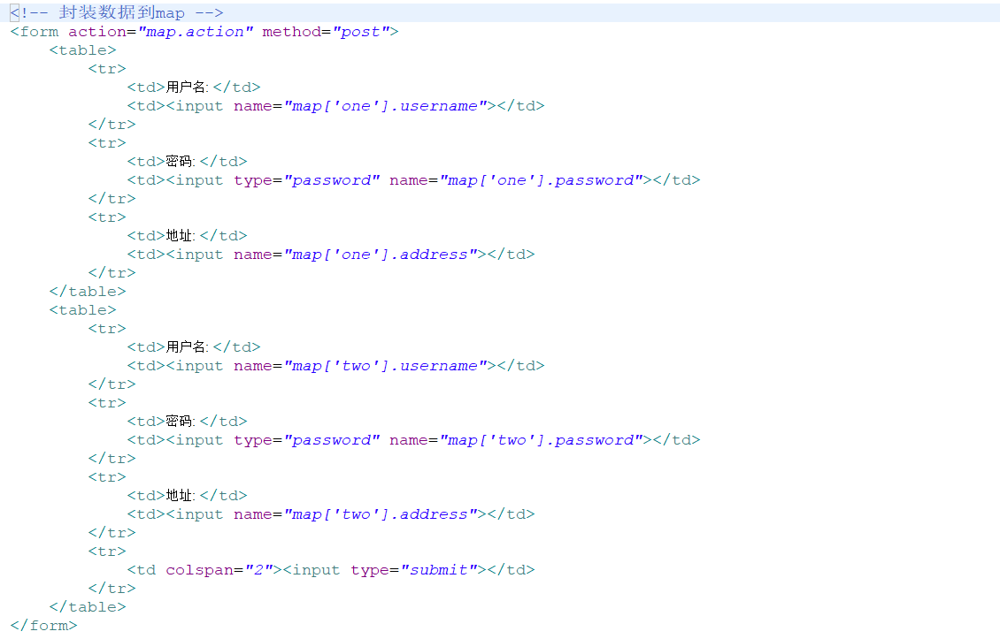 <!-- 封装数据到map -->
<form action="map.action" method="post">
    <table>
        <tr>
            <td>用户名:</td>
            <td><input name="map['one'].username"></td>
        </tr>
        <tr>
            <td>密码:</td>
            <td><input type="password" name="map['one'].password"></td>
        </tr>
        <tr>
            <td>地址:</td>
            <td><input name="map['one'].address"></td>
        </tr>
    </table>
    <table>
        <tr>
            <td>用户名:</td>
            <td><input name="map['two'].username"></td>
        </tr>
        <tr>
            <td>密码:</td>
            <td><input type="password" name="map['two'].password"></td>
        </tr>
        <tr>
            <td>地址:</td>
            <td><input name="map['two'].address"></td>
        </tr>
        <tr>
            <td colspan="2"><input type="submit"></td>
        </tr>
    </table>
</form>